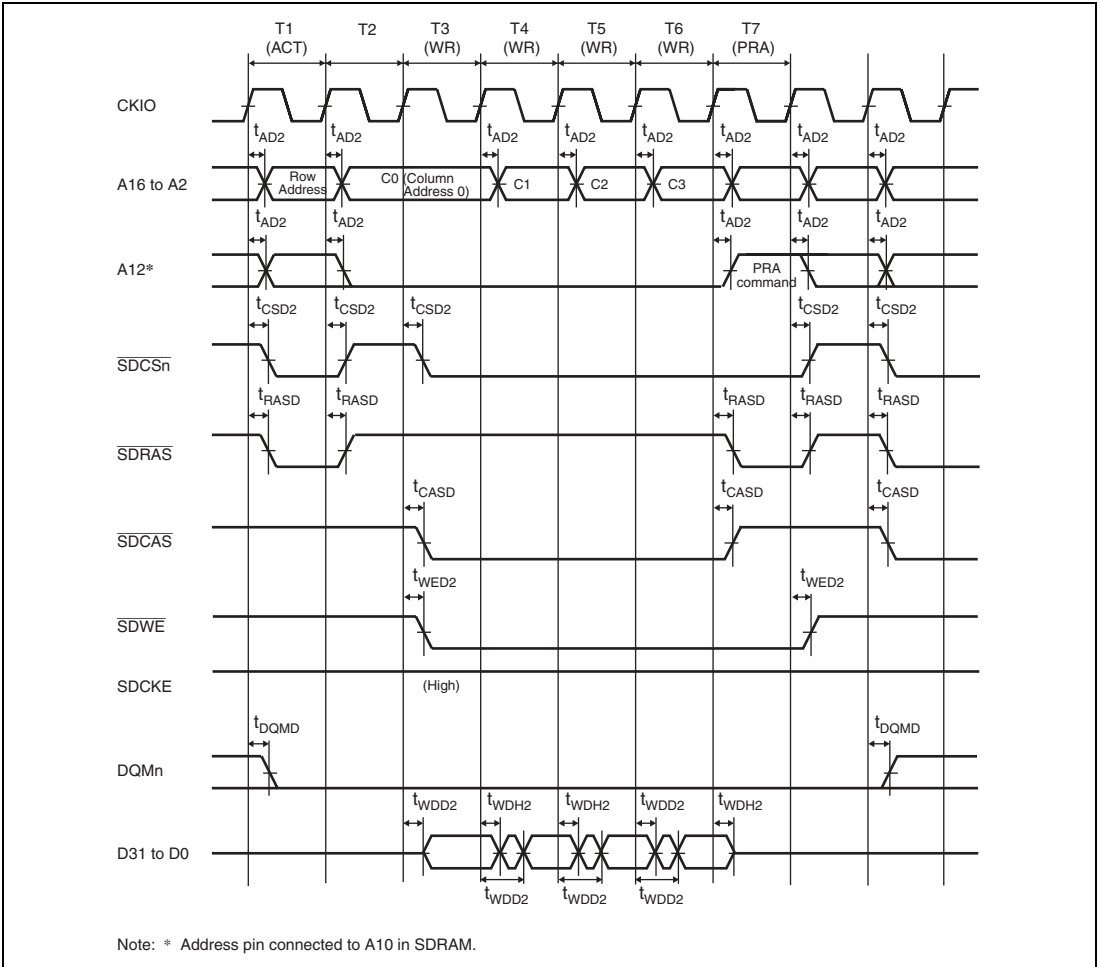 T1 T2 T3 T4 T5 T6 T7
(ACT) (WR) (WR) (WR) (WR) (PRA)
CKIO
tAD2 tAD2 tAD2 tAD2 tAD2 tAD2 tAD2 tAD2
A16 to A2
Row Address
C0 (Column Address 0)
C1 C2 C3
tAD2 tAD2 tAD2 tAD2 tAD2
A12*
PRA command
tCSD2 tCSD2 tCSD2 tCSD2 tCSD2
SDCSn
tRASD tRASD tRASD tRASD tRASD
SDRAS
tCASD tCASD tCASD
SDCAS
tWED2 tWED2
SDWE
SDCKE (High)
tDQMD tDQMD
DQMn
tWDD2 tWDH2 tWDH2 tWDD2 tWDH2
D31 to D0
tWDD2 tWDD2 tWDD2
Note: * Address pin connected to A10 in SDRAM.